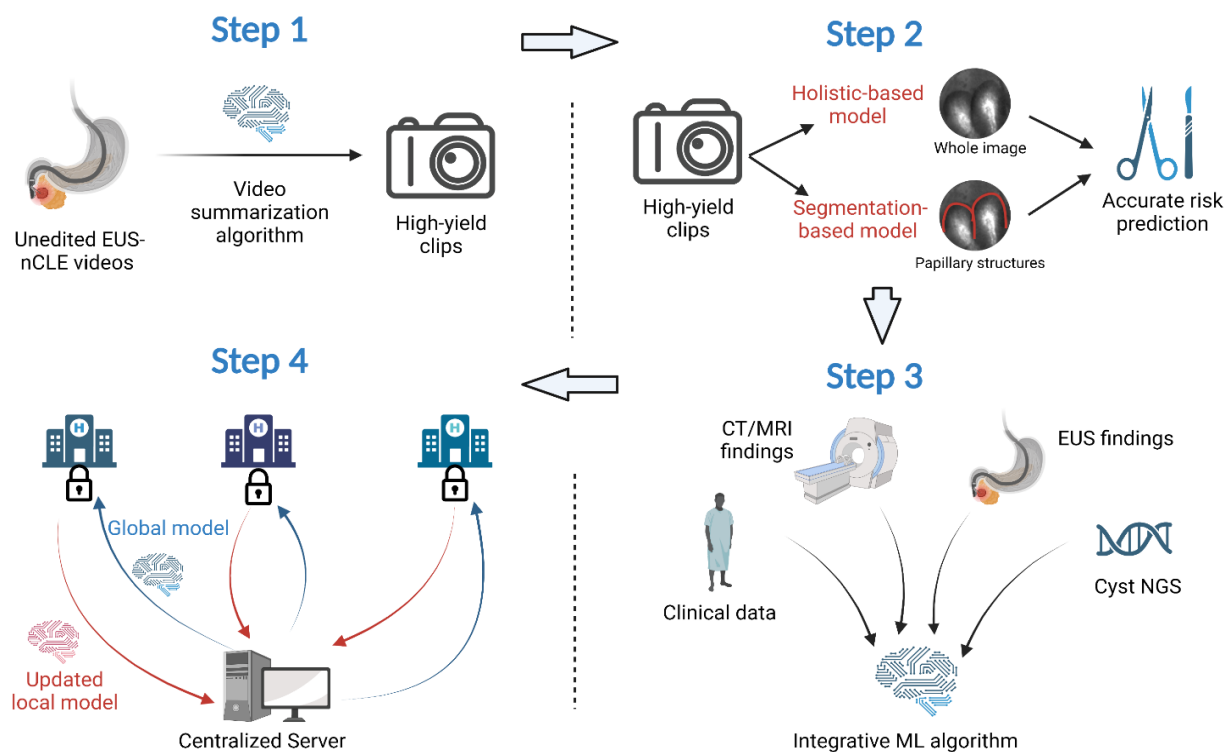 Step 1
Unedited EUS-
nCLE videos
Video
summarization
algorithm
High-yield
clips
Step 2
High-yield
clips
Holistic-based
model
Whole image
Segmentation-
based model
Papillary structures
Accurate risk
prediction
Step 3
CT/MRI
findings
EUS findings
Clinical data
Cyst NGS
Integrative ML algorithm
Step 4
H
H
H
Global model
Updated
local model
Centralized Server